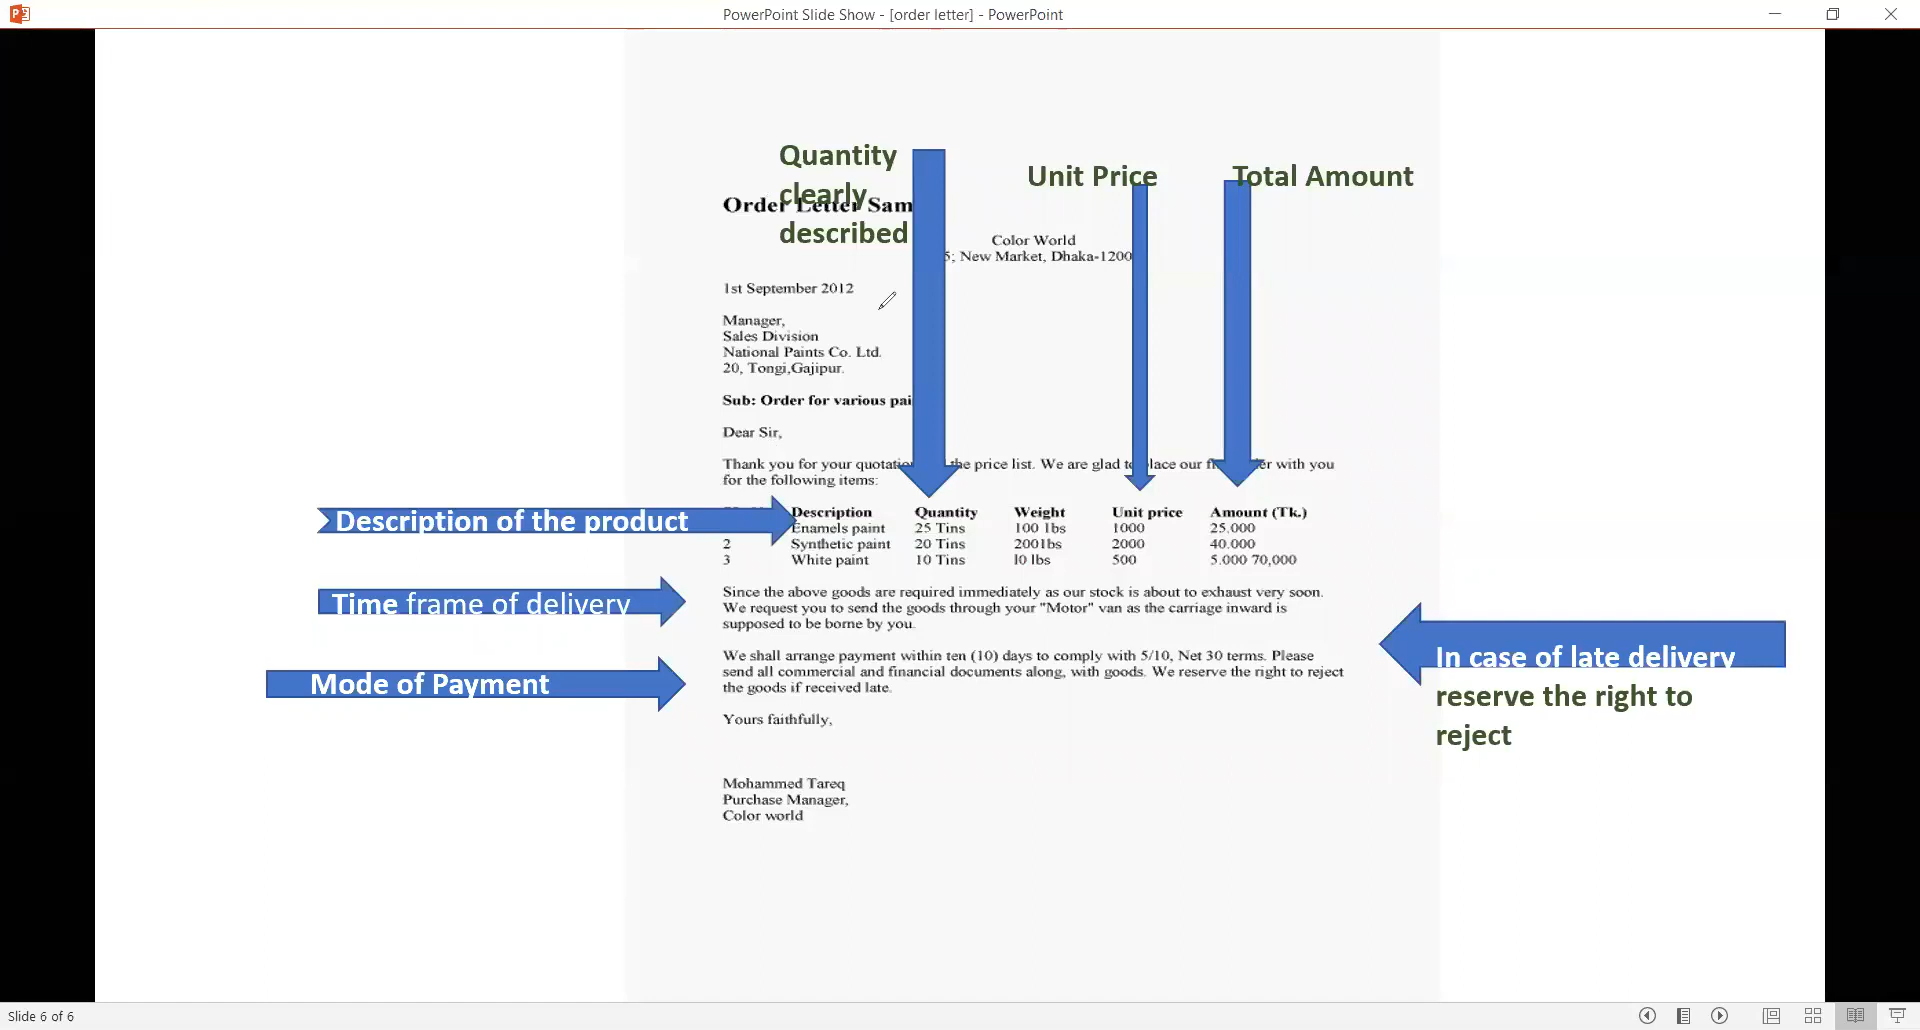 PowerPoint Slide Show - [order letter] - PowerPoint
Quantity
clearly
described
Unit Price
Total Amount
Order Letter Sam
Color World
5; New Market, Dhaka-1200
1st September 2012
Manager,
Sales Division
National Paints Co. Ltd.
20, Tongi,Gajipur.
Sub: Order for various pai
Dear Sir,
Thank you for your quotatio the price list. We are glad to place our fi er with you
for the following items:
Description of the product
Description Quantity Weight Unit price Amount (Tk.)
Enamels paint 25 Tins 100 lbs 1000 25.000
2 Synthetic paint 20 Tins 200lbs 2000 40.000
3 White paint 10 Tins l0 lbs 500 5.000 70,000
Time frame of delivery
Since the above goods are required immediately as our stock is about to exhaust very soon.
We request you to send the goods through your "Motor" van as the carriage inward is
supposed to be borne by you.
Mode of Payment
We shall arrange payment within ten (10) days to comply with 5/10, Net 30 terms. Please
send all commercial and financial documents along, with goods. We reserve the right to reject
the goods if received late.
In case of late delivery
reserve the right to
reject
Yours faithfully,
Mohammed Tareq
Purchase Manager,
Color world
Slide 6 of 6